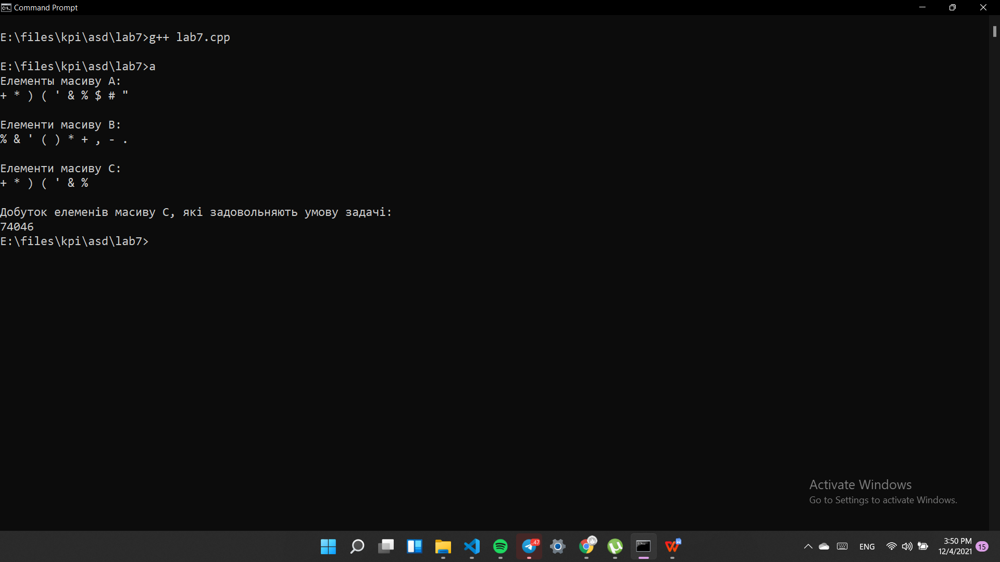 Command Prompt
E:\files\kpi\asd\lab7>g++ lab7.cpp
E:\files\kpi\asd\lab7>a
Елементы масиву A:
+ * ) ( ' & % $ # "
Елементи масиву B:
% & ' ( ) * + , - .
Елементи масиву C:
+ * ) ( ' & %
Добуток елеменів масиву C, які задовольняють умову задачі:
74046
E:\files\kpi\asd\lab7>
Activate Windows
Go to Settings to activate Windows.
47
ENG
3:50 PM
12/4/2021
15